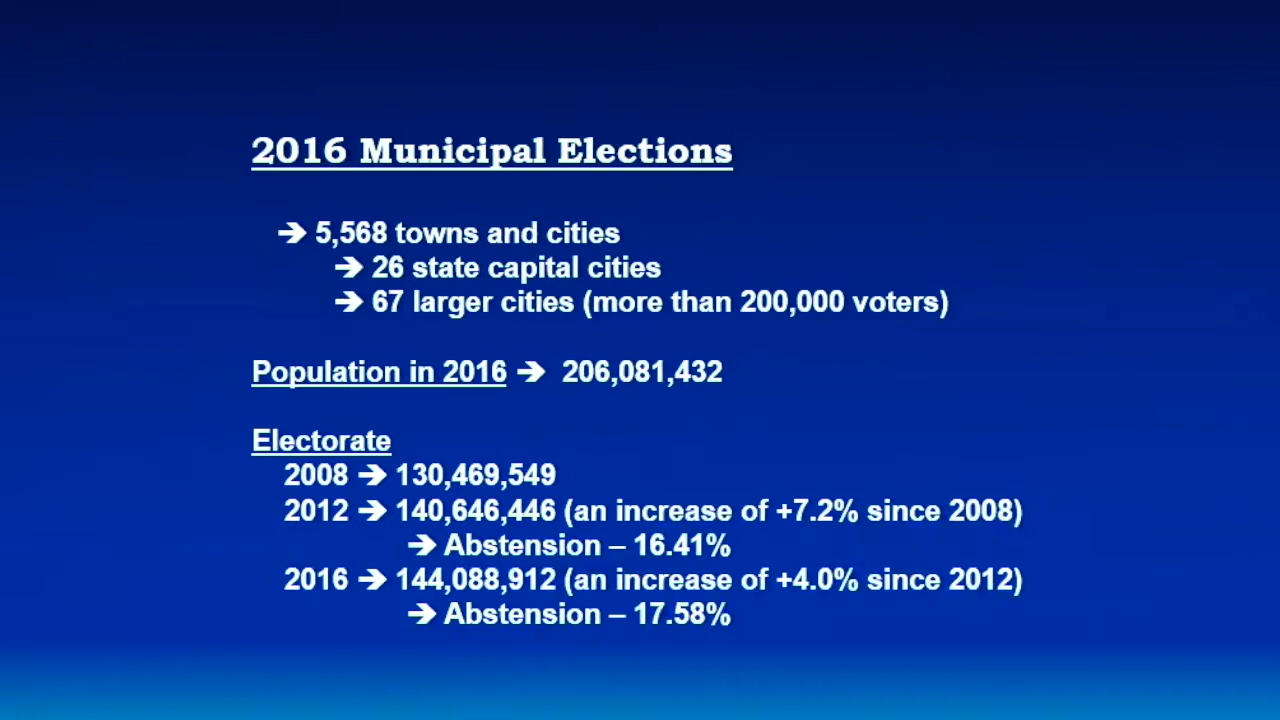 2016 Municipal Elections
➔ 5,568 towns and cities
➔ 26 state capital cities
➔ 67 larger cities (more than 200,000 voters)
Population in 2016 ➔ 206,081,432
Electorate
2008 ➔ 130,469,549
2012 ➔ 140,646,446 (an increase of +7.2% since 2008)
➔ Abstension – 16.41%
2016 ➔ 144,088,912 (an increase of +4.0% since 2012)
➔ Abstension – 17.58%